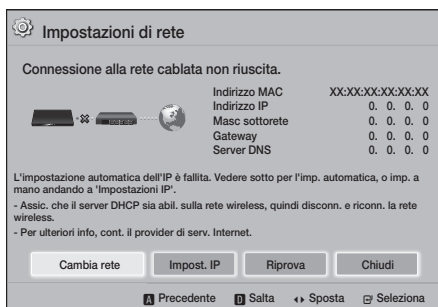 Impostazioni di rete
Connessione alla rete cablata non riuscita.
Indirizzo MAC XX:XX:XX:XX:XX:XX
Indirizzo IP 0. 0. 0. 0
Masc sottorete 0. 0. 0. 0
Gateway 0. 0. 0. 0
Server DNS 0. 0. 0. 0
L'impostazione automatica dell'IP è fallita. Vedere sotto per l'imp. automatica, o imp. a
mano andando a 'Impostazioni IP'.
- Assic. che il server DHCP sia abil. sulla rete wireless, quindi disconn. e riconn. la rete
wireless.
- Per ulteriori info, cont. il provider di serv. Internet.
Cambia rete Impost. IP Riprova Chiudi
A Precedente D Salta Sposta Seleziona